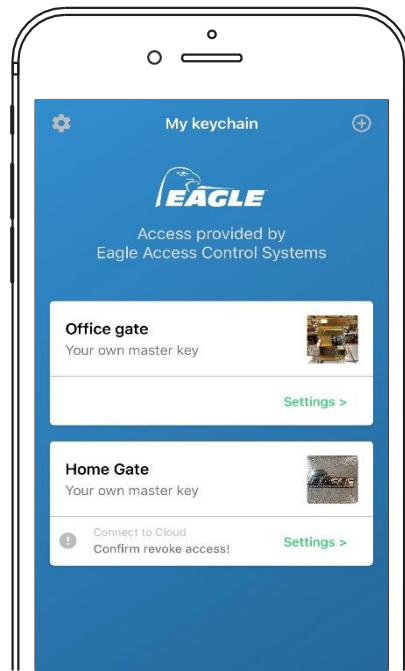 My keychain
EAGLE
Access provided by
Eagle Access Control Systems
Office gate
Your own master key
Settings >
Home Gate
Your own master key
Connect to Cloud
Confirm revoke access!
Settings >